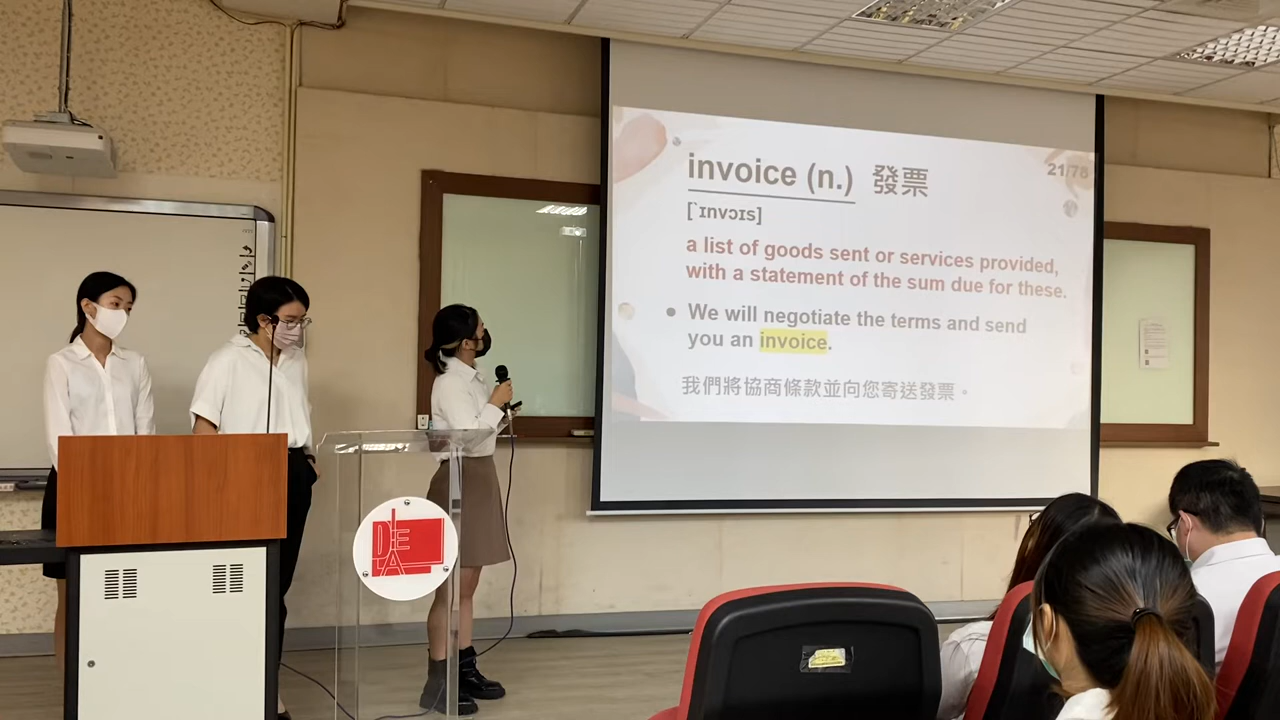 invoice (n.) 發票
21/78
[ˋɪnvɔɪs]
a list of goods sent or services provided,
with a statement of the sum due for these.
We will negotiate the terms and send
you an invoice.
我們將協商條款並向您寄送發票。
DELA